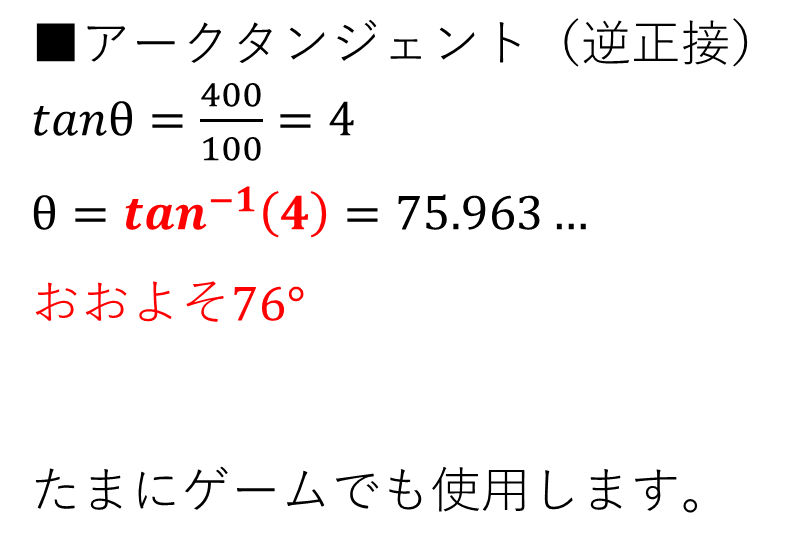 ■アークタンジェント（逆正接）
tanθ = 400/100 = 4
θ = tan⁻¹(4) = 75.963 …
おおよそ76°
たまにゲームでも使用します。